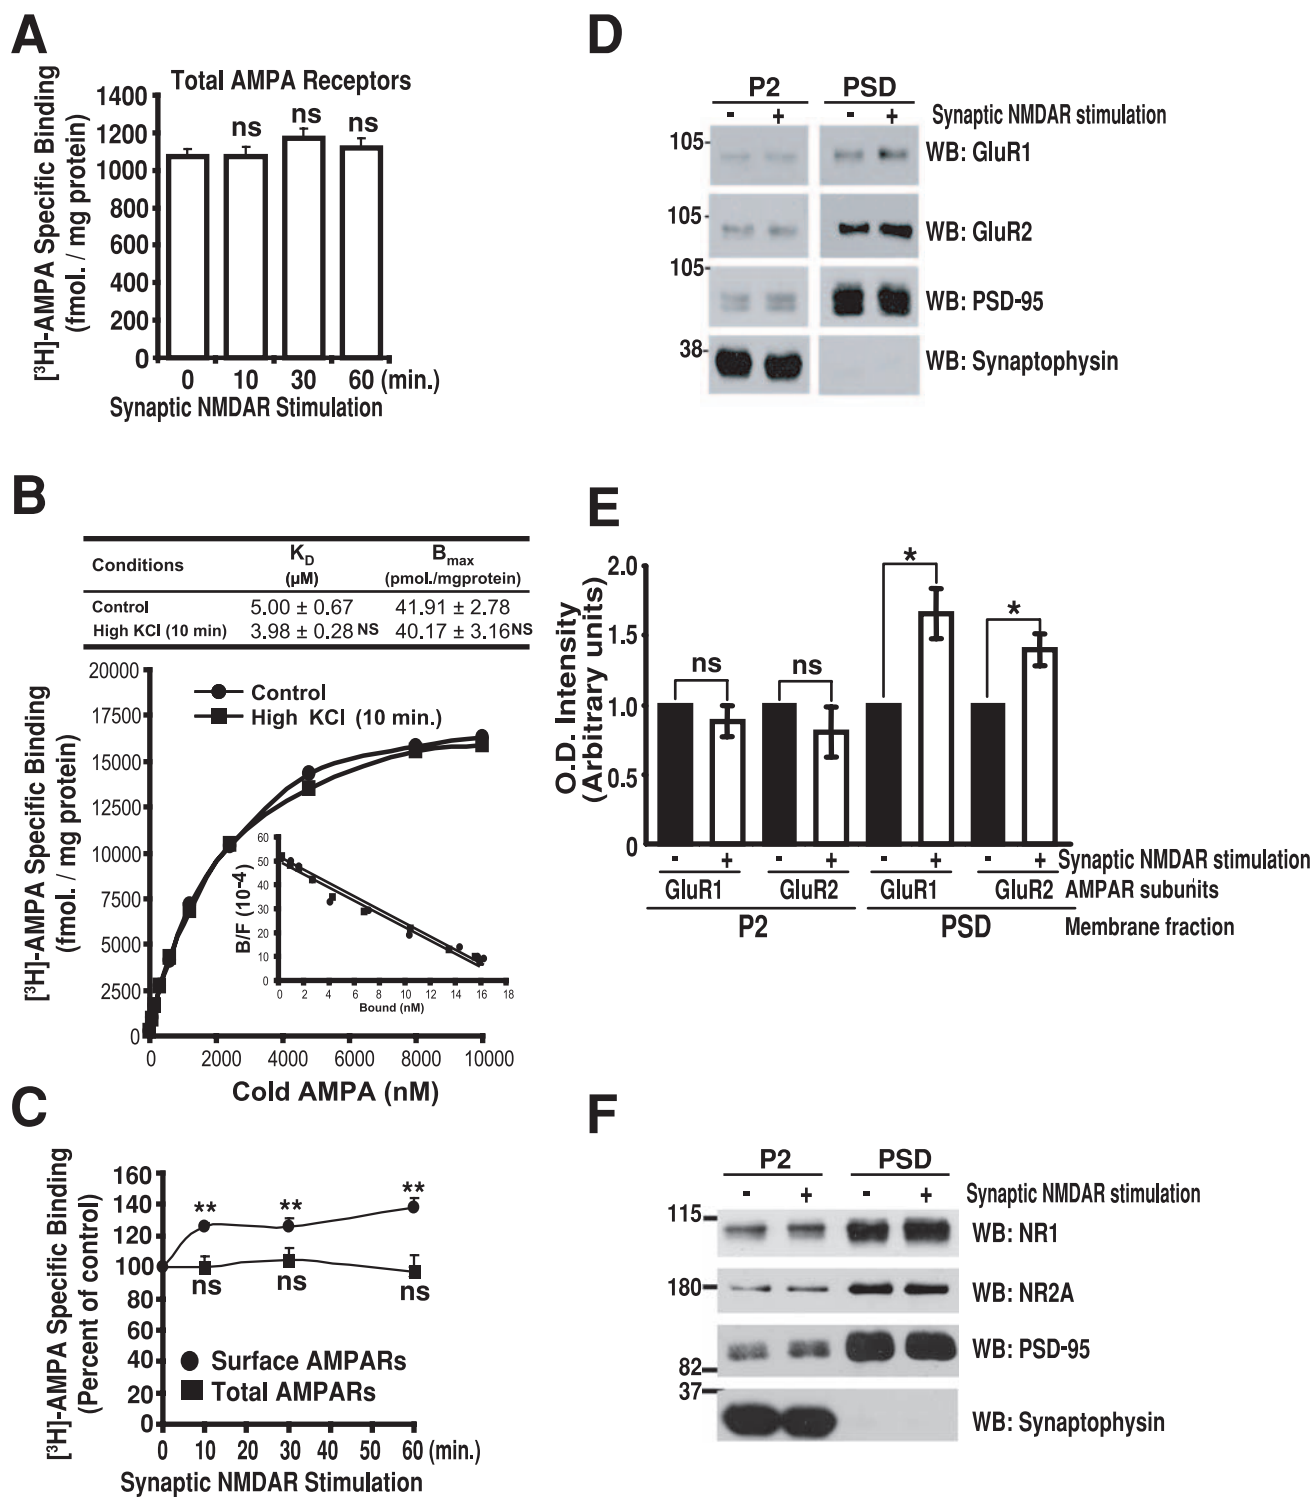 A
Total AMPA Receptors
[³H]-AMPA Specific Binding
(fmol. / mg protein)
1400
1200
1000
800
600
400
200
0
ns
ns
ns
0 10 30 60 (min.)
Synaptic NMDAR Stimulation
B
Conditions K_D (µM) B_max (pmol./mgprotein)
Control 5.00 ± 0.67 41.91 ± 2.78
High KCl (10 min) 3.98 ± 0.28 NS 40.17 ± 3.16 NS
[³H]-AMPA Specific Binding
(fmol. / mg protein)
20000
17500
15000
12500
10000
7500
5000
2500
0
Control
High KCl (10 min.)
B/F (10-4)
60
50
40
30
20
10
0
0 2 4 6 8 10 12 14 16 18
Bound (nM)
0 2000 4000 6000 8000 10000
Cold AMPA (nM)
C
[³H]-AMPA Specific Binding
(Percent of control)
160
140
120
100
80
60
40
20
0
** ** **
ns ns ns
Surface AMPARs
Total AMPARs
0 10 20 30 40 50 60 (min.)
Synaptic NMDAR Stimulation
D
P2 PSD
- + - + Synaptic NMDAR stimulation
105- WB: GluR1
105- WB: GluR2
105- WB: PSD-95
38- WB: Synaptophysin
E
O.D. Intensity
(Arbitrary units)
2.0
1.5
1.0
0.5
0
ns ns * *
- + - + - + - + Synaptic NMDAR stimulation
GluR1 GluR2 GluR1 GluR2 AMPAR subunits
P2 PSD Membrane fraction
F
P2 PSD
- + - + Synaptic NMDAR stimulation
115 WB: NR1
180 WB: NR2A
WB: PSD-95
82
37
WB: Synaptophysin